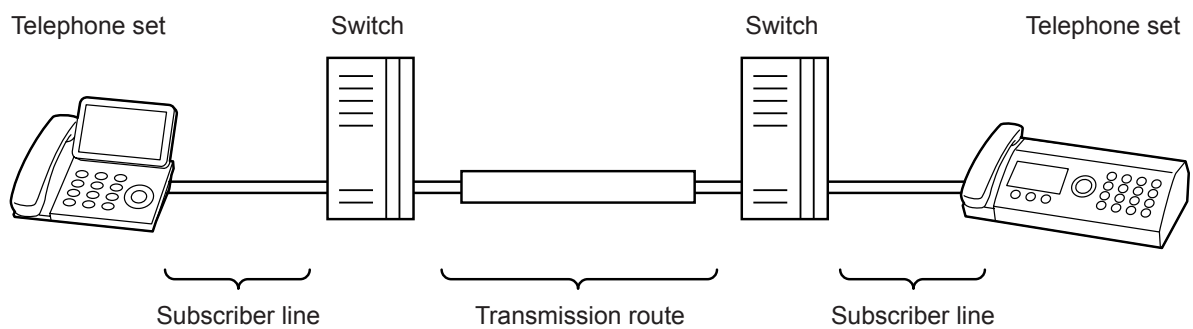 Telephone set
Switch
Switch
Telephone set
Subscriber line
Transmission route
Subscriber line